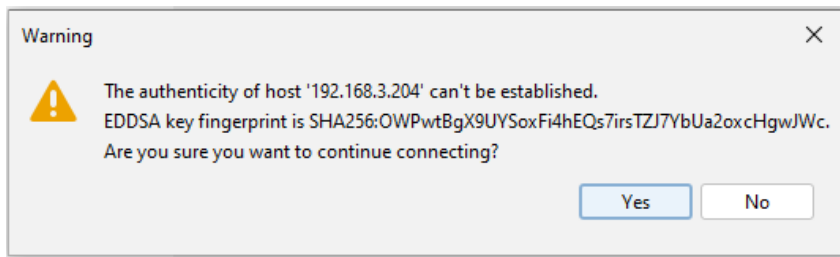 Warning
The authenticity of host '192.168.3.204' can't be established.
EDDSA key fingerprint is SHA256:OWPwtBgX9UYSoxFi4hEQs7irsTZJ7YbUa2oxcHgwJWc.
Are you sure you want to continue connecting?
Yes No